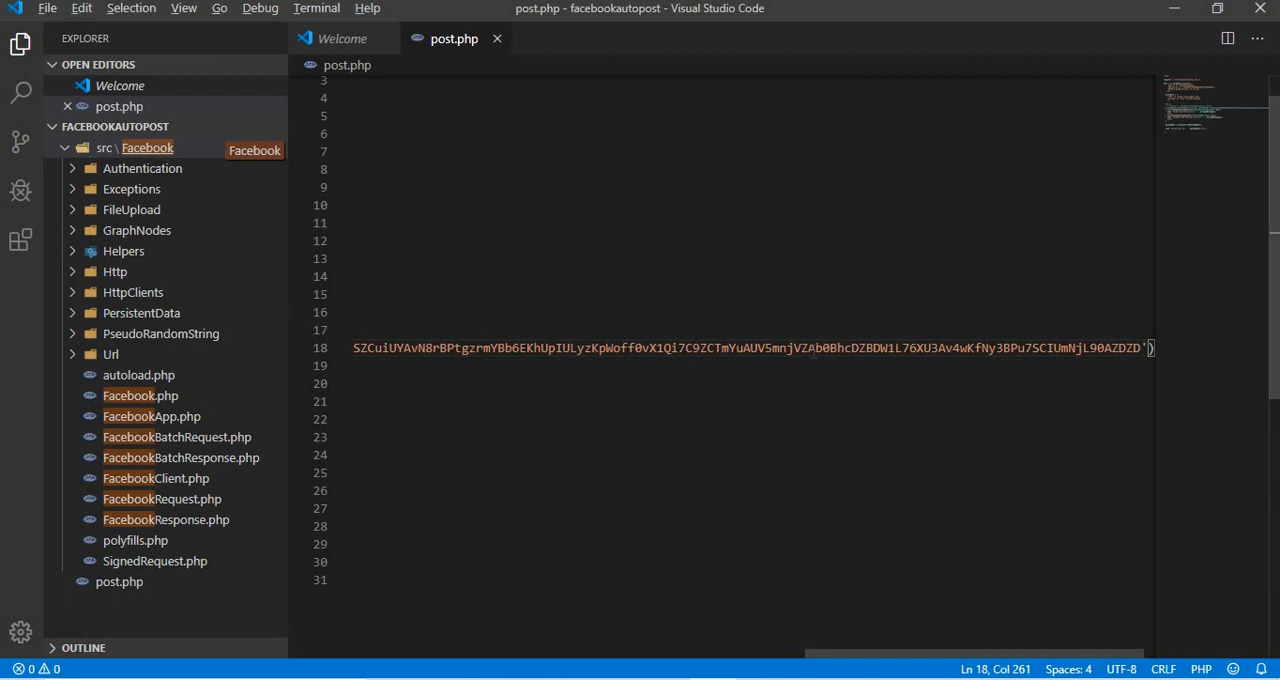 File Edit Selection View Go Debug Terminal Help
post.php - facebookautopost - Visual Studio Code
EXPLORER
OPEN EDITORS
Welcome
post.php
FACEBOOKAUTOPOST
src \ Facebook
Facebook
Authentication
Exceptions
FileUpload
GraphNodes
Helpers
Http
HttpClients
PersistentData
PseudoRandomString
Url
autoload.php
Facebook.php
FacebookApp.php
FacebookBatchRequest.php
FacebookBatchResponse.php
FacebookClient.php
FacebookRequest.php
FacebookResponse.php
polyfills.php
SignedRequest.php
post.php
OUTLINE
Welcome
post.php
post.php
3
4
5
6
7
8
9
10
11
12
13
14
15
16
17
18 SZCuiUYAvN8rBPtgzrmYBb6EKhUpIULyzKpWoff0vX1Qi7C9ZCTmYuAUV5mnjVZAb0BhcDZBDW1L76XU3Av4wKfNy3BPu7SCIUmNjL90AZDZD')
19
20
21
22
23
24
25
26
27
28
29
30
31
0 0
Ln 18, Col 261 Spaces: 4 UTF-8 CRLF PHP